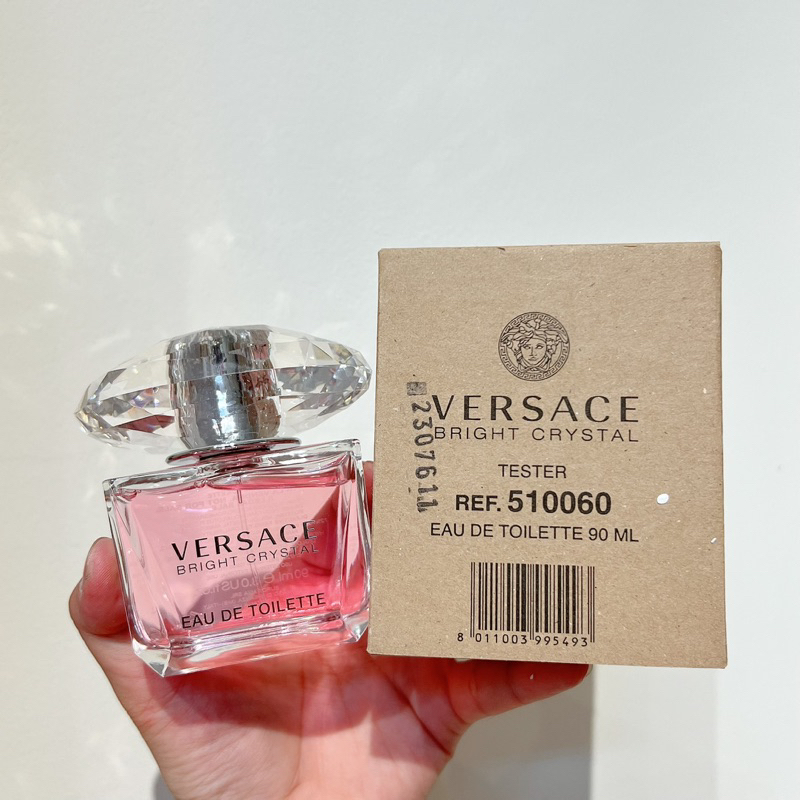 VERSACE
BRIGHT CRYSTAL
EAU DE TOILETTE
2307611
VERSACE
BRIGHT CRYSTAL
TESTER
REF. 510060
EAU DE TOILETTE 90 ML
8 011003 995493